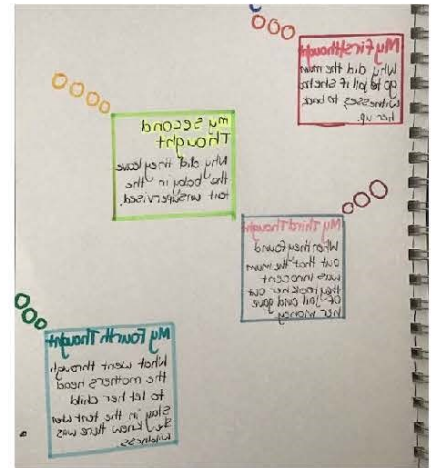 My First thought
Why did the mum
go to jail if she had
witnesses to back
her up.
my second
Thought
Why did they leave
the baby in the
tent unsupervised.
My Third Thought
When they found
out that the mum
was innocent
they took her out
of jail and gave
her money
My Fourth Thought
What went through
the mothers head
to let her child
stay in the tent when
she knew there was
wildness